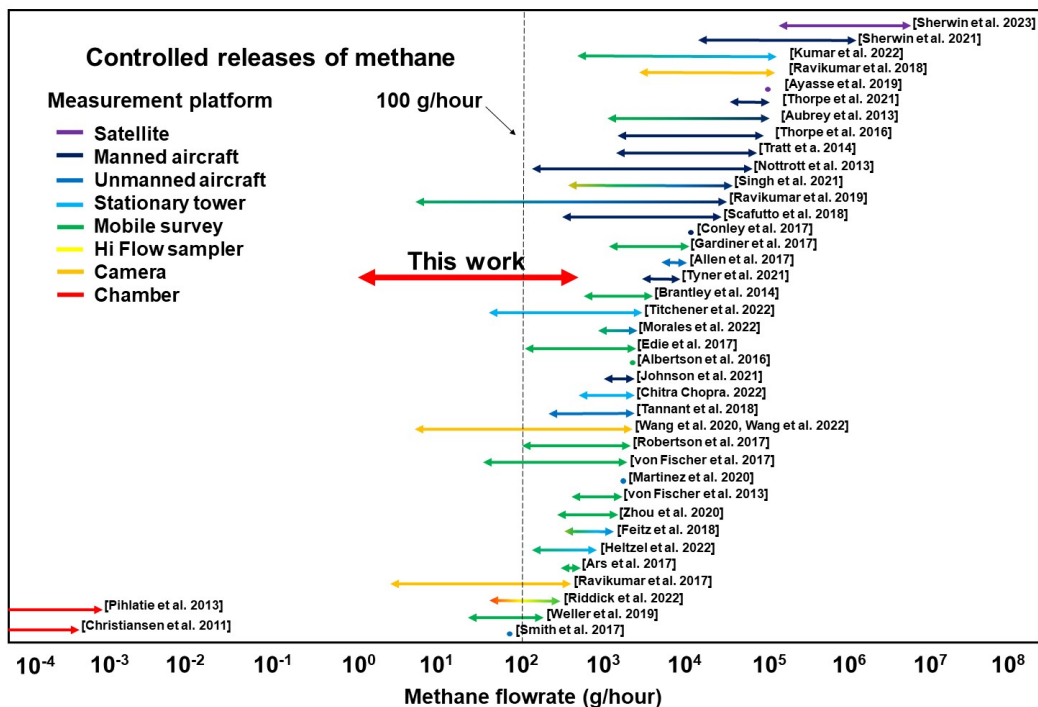 Controlled releases of methane
Measurement platform
Satellite
Manned aircraft
Unmanned aircraft
Stationary tower
Mobile survey
Hi Flow sampler
Camera
Chamber
100 g/hour
This work
[Sherwin et al. 2023]
[Sherwin et al. 2021]
[Kumar et al. 2022]
[Ravikumar et al. 2018]
[Ayasse et al. 2019]
[Thorpe et al. 2021]
[Aubrey et al. 2013]
[Thorpe et al. 2016]
[Tratt et a. 2014]
[Nottrott et al. 2013]
[Singh et al. 2021]
[Ravikumar et al. 2019]
[Scafutto et al. 2018]
[Conley et al. 2017]
[Gardiner et al. 2017]
[Allen et al. 2017]
[Tyner et al. 2021]
[Brantley et al. 2014]
[Titchener et al. 2022]
[Morales et al. 2022]
[Edie et al. 2017]
[Albertson et al. 2016]
[Johnson et al. 2021]
[Chitra Chopra. 2022]
[Tannant et al. 2018]
[Wang et al. 2020, Wang et al. 2022]
[Robertson et al. 2017]
[von Fischer et al. 2017]
[Martinez et al. 2020]
[von Fischer et al. 2013]
[Zhou et al. 2020]
[Feitz et al. 2018]
[Heltzel et al. 2022]
[Ars et al. 2017]
[Ravikumar et al. 2017]
[Riddick et al. 2022]
[Weller et al. 2019]
[Smith et al. 2017]
[Pihlatie et al. 2013]
[Christiansen et al. 2011]
10⁻⁴ 10⁻³ 10⁻² 10⁻¹ 10⁰ 10¹ 10² 10³ 10⁴ 10⁵ 10⁶ 10⁷ 10⁸
Methane flowrate (g/hour)